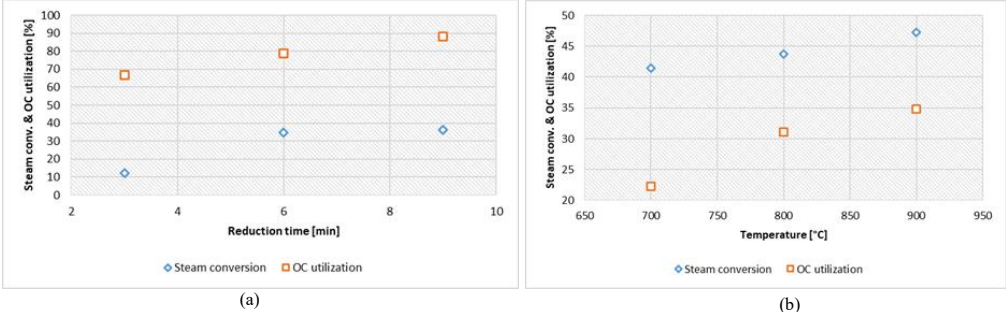 Steam conv. & OC utilization [%]
100
90
80
70
60
50
40
30
20
10
0
2 4 6 8 10
Reduction time [min]
Steam conversion OC utilization
(a)
Steam conv. & OC utilization [%]
50
45
40
35
30
25
20
650 700 750 800 850 900 950
Temperature [°C]
Steam conversion OC utilization
(b)